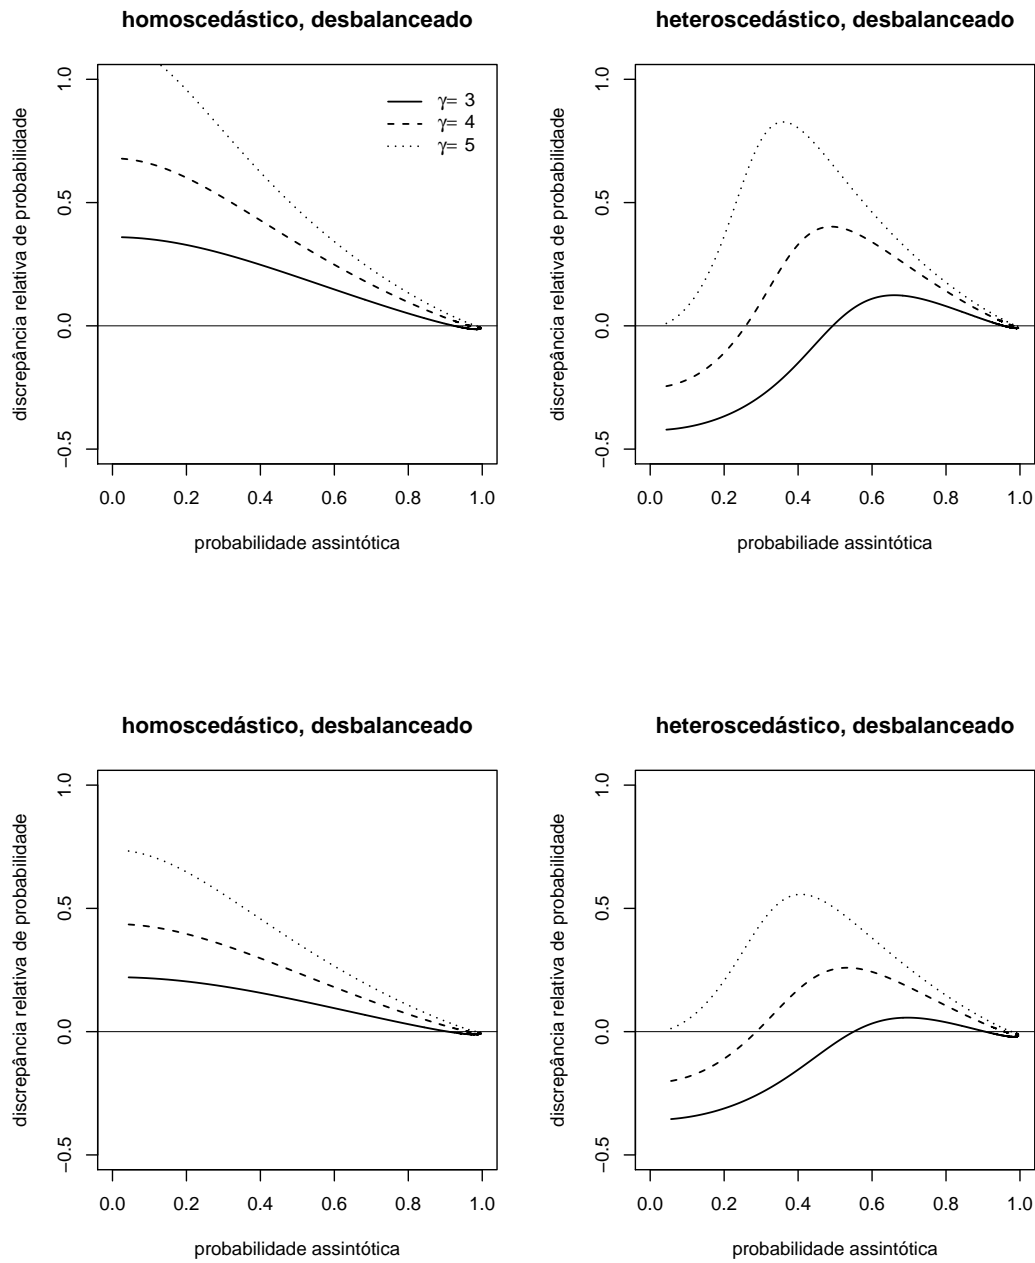 homoscedástico, desbalanceado
discrepância relativa de probabilidade
1.0
0.5
0.0
−0.5
γ= 3
γ= 4
γ= 5
0.0 0.2 0.4 0.6 0.8 1.0
probabilidade assintótica
heteroscedástico, desbalanceado
discrepância relativa de probabilidade
1.0
0.5
0.0
−0.5
0.0 0.2 0.4 0.6 0.8 1.0
probabiliade assintótica
homoscedástico, desbalanceado
discrepância relativa de probabilidade
1.0
0.5
0.0
−0.5
0.0 0.2 0.4 0.6 0.8 1.0
probabilidade assintótica
heteroscedástico, desbalanceado
discrepância relativa de probabilidade
1.0
0.5
0.0
−0.5
0.0 0.2 0.4 0.6 0.8 1.0
probabilidade assintótica